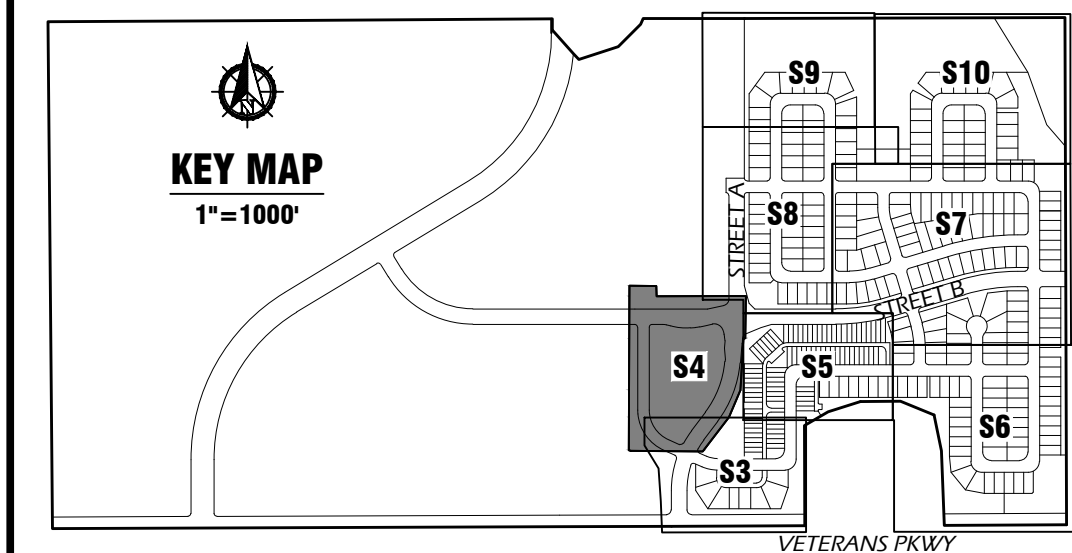 S9
S10
N
KEY MAP
1"=1000'
STREET A
S8
S7
STREET B
S4
S5
S6
S3
VETERANS PKWY